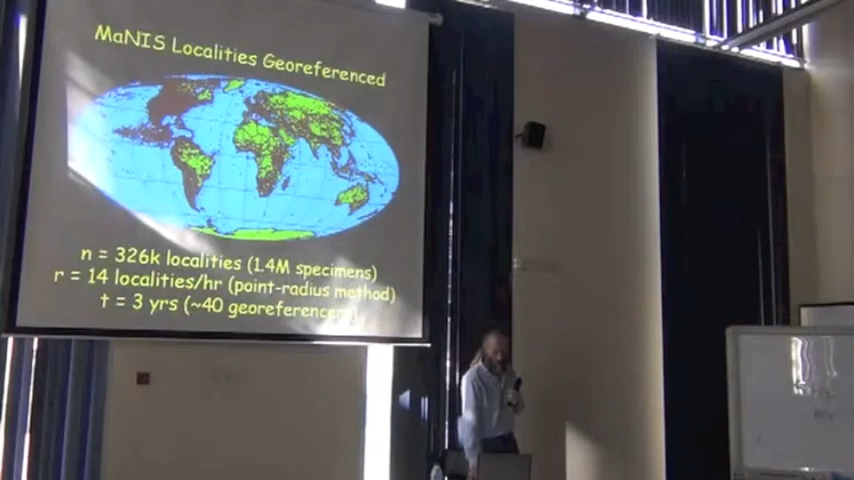 MaNIS Localities Georeferenced
n = 326k localities (1.4M specimens)
r = 14 localities/hr (point-radius method)
t = 3 yrs (~40 georeferencers)